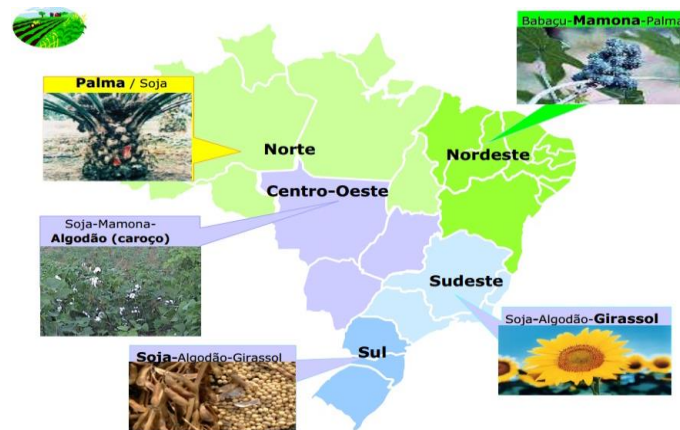 Babaçu-Mamona-Palma
Palma / Soja
Norte
Nordeste
Centro-Oeste
Soja-Mamona-
Algodão (caroço)
Sudeste
Soja-Algodão-Girassol
Soja-Algodão-Girassol
Sul